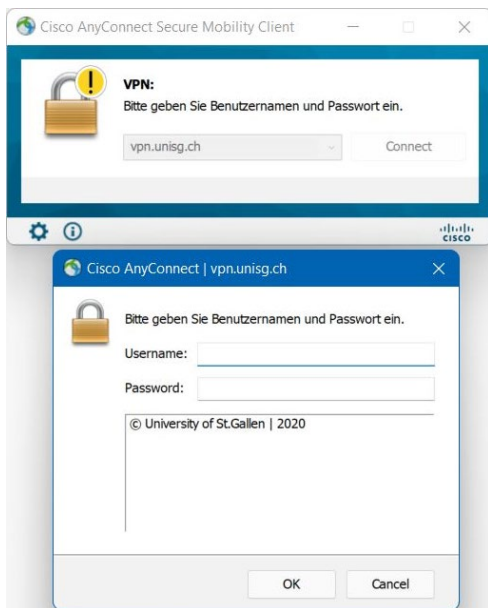 Cisco AnyConnect Secure Mobility Client
VPN:
Bitte geben Sie Benutzernamen und Passwort ein.
vpn.unisg.ch
Connect
cisco
Cisco AnyConnect | vpn.unisg.ch
Bitte geben Sie Benutzernamen und Passwort ein.
Username:
Password:
© University of St.Gallen | 2020
OK
Cancel